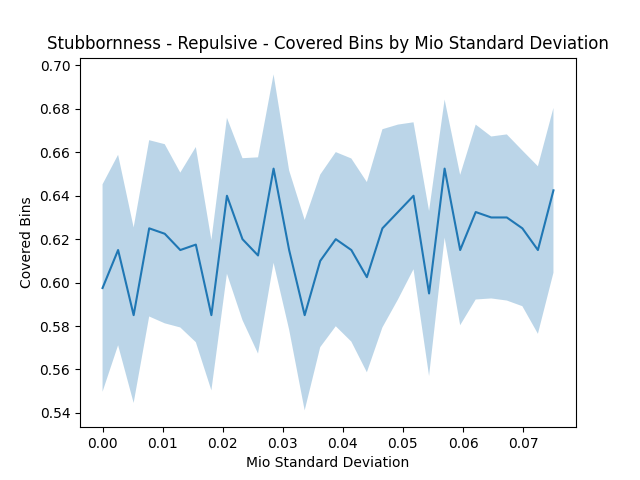 Stubbornness - Repulsive - Covered Bins by Mio Standard Deviation
0.70
0.68
0.66
0.64
0.62
0.60
0.58
0.56
0.54
Covered Bins
0.00 0.01 0.02 0.03 0.04 0.05 0.06 0.07
Mio Standard Deviation